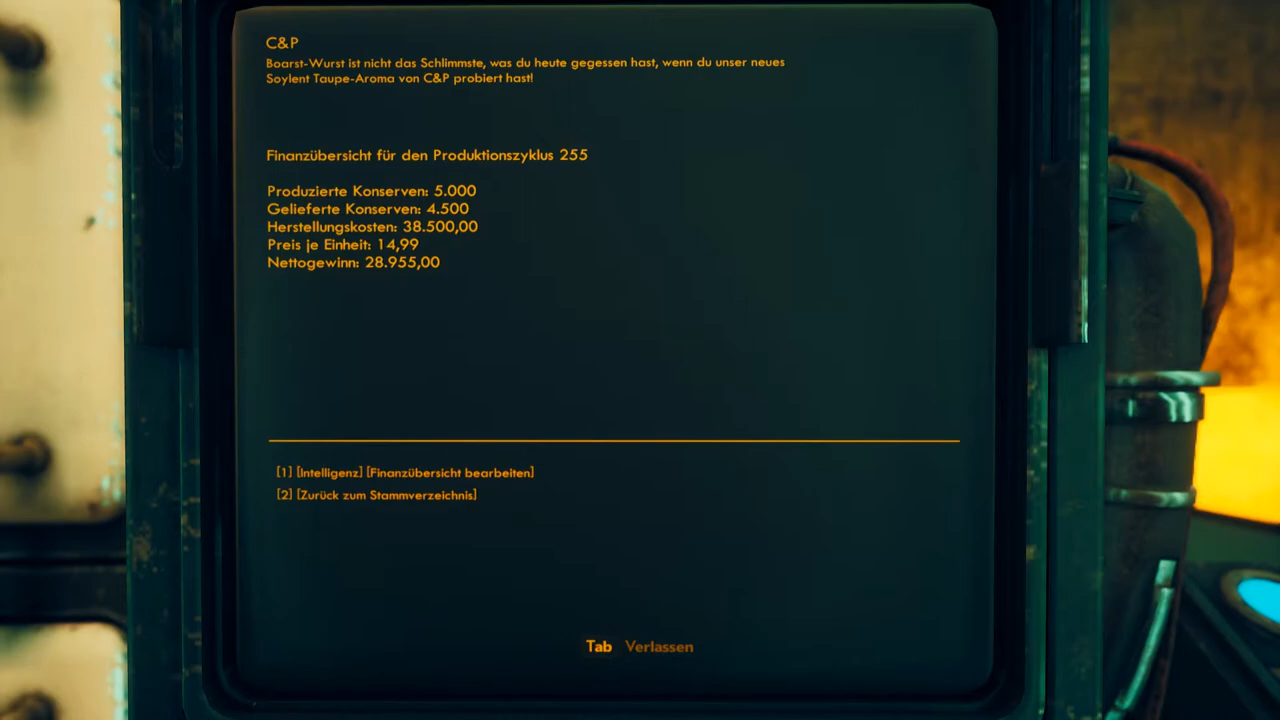 C&P
Boarst-Wurst ist nicht das Schlimmste, was du heute gegessen hast, wenn du unser neues
Soylent Taupe-Aroma von C&P probiert hast!
Finanzübersicht für den Produktionszyklus 255
Produzierte Konserven: 5.000
Gelieferte Konserven: 4.500
Herstellungskosten: 38.500,00
Preis je Einheit: 14,99
Nettogewinn: 28.955,00
[1] [Intelligenz] [Finanzübersicht bearbeiten]
[2] [Zurück zum Stammverzeichnis]
Tab Verlassen